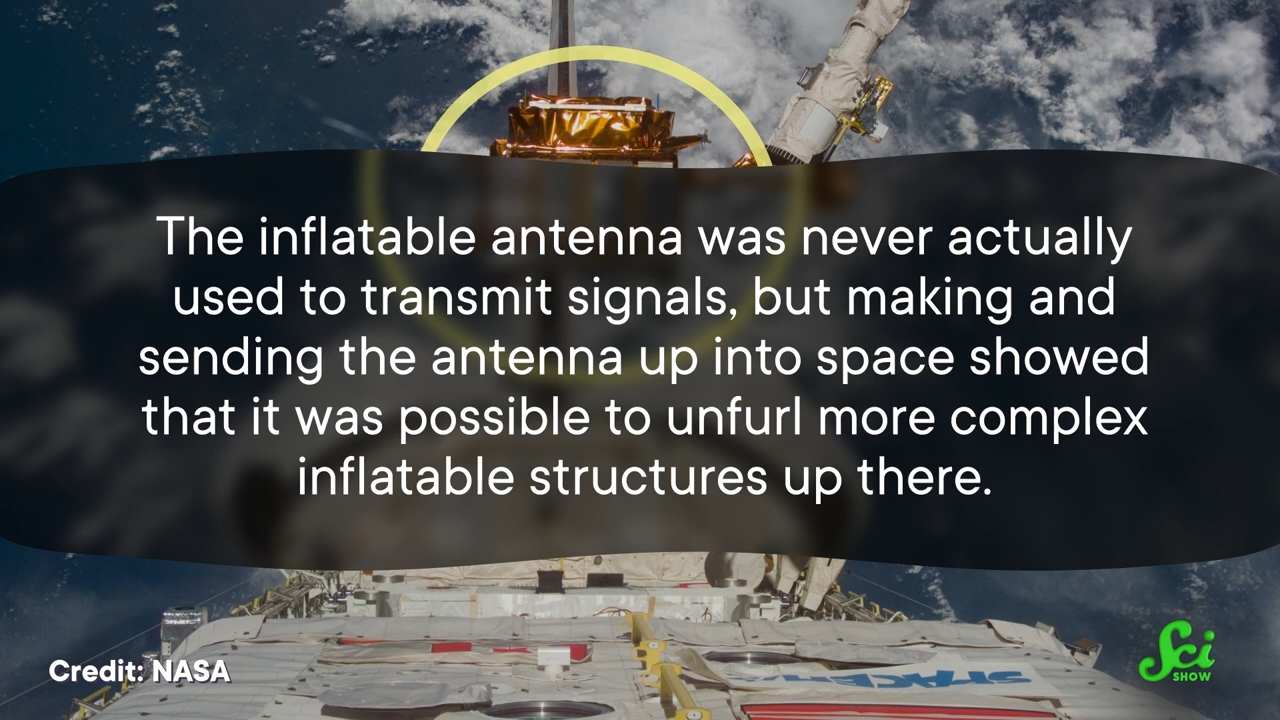 The inflatable antenna was never actually
used to transmit signals, but making and
sending the antenna up into space showed
that it was possible to unfurl more complex
inflatable structures up there.
Credit: NASA
Sci
SHOW